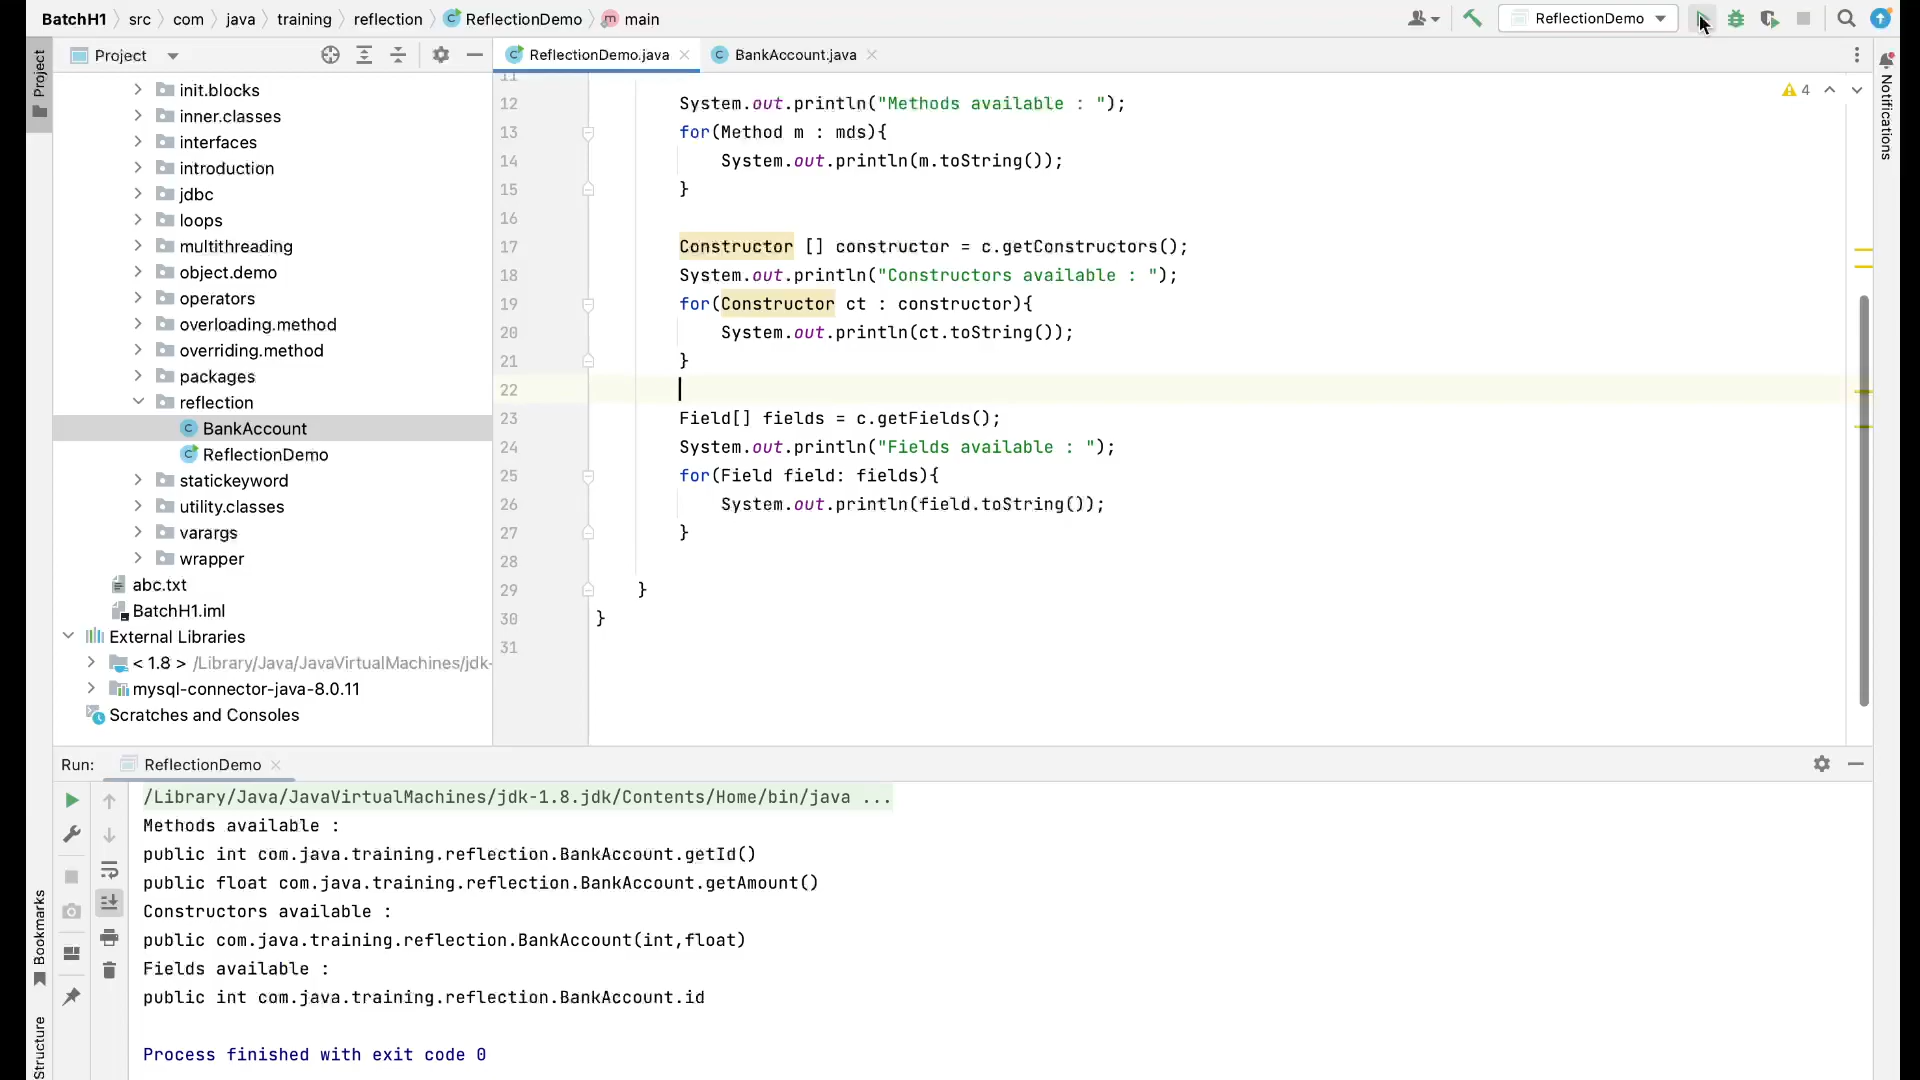 BatchH1 src com java training reflection ReflectionDemo main ReflectionDemo
Project Project ReflectionDemo.java BankAccount.java Notifications
init.blocks
inner.classes
interfaces
introduction
jdbc
loops
multithreading
object.demo
operators
overloading.method
overriding.method
packages
reflection
BankAccount
ReflectionDemo
statickeyword
utility.classes
varargs
wrapper
abc.txt
BatchH1.iml
External Libraries
< 1.8 > /Library/Java/JavaVirtualMachines/jdk-
mysql-connector-java-8.0.11
Scratches and Consoles
4
11
12 System.out.println("Methods available : ");
13 for(Method m : mds){
14 System.out.println(m.toString());
15 }
16
17 Constructor [] constructor = c.getConstructors();
18 System.out.println("Constructors available : ");
19 for(Constructor ct : constructor){
20 System.out.println(ct.toString());
21 }
22
23 Field[] fields = c.getFields();
24 System.out.println("Fields available : ");
25 for(Field field: fields){
26 System.out.println(field.toString());
27 }
28
29 }
30 }
31
Run: ReflectionDemo
/Library/Java/JavaVirtualMachines/jdk-1.8.jdk/Contents/Home/bin/java ...
Methods available :
public int com.java.training.reflection.BankAccount.getId()
public float com.java.training.reflection.BankAccount.getAmount()
Constructors available :
public com.java.training.reflection.BankAccount(int,float)
Fields available :
public int com.java.training.reflection.BankAccount.id
Process finished with exit code 0
Bookmarks
Structure